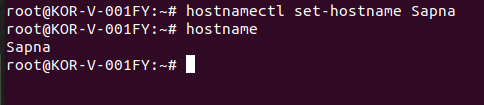 root@KOR-V-001FY:~# hostnamectl set-hostname Sapna
root@KOR-V-001FY:~# hostname
Sapna
root@KOR-V-001FY:~#